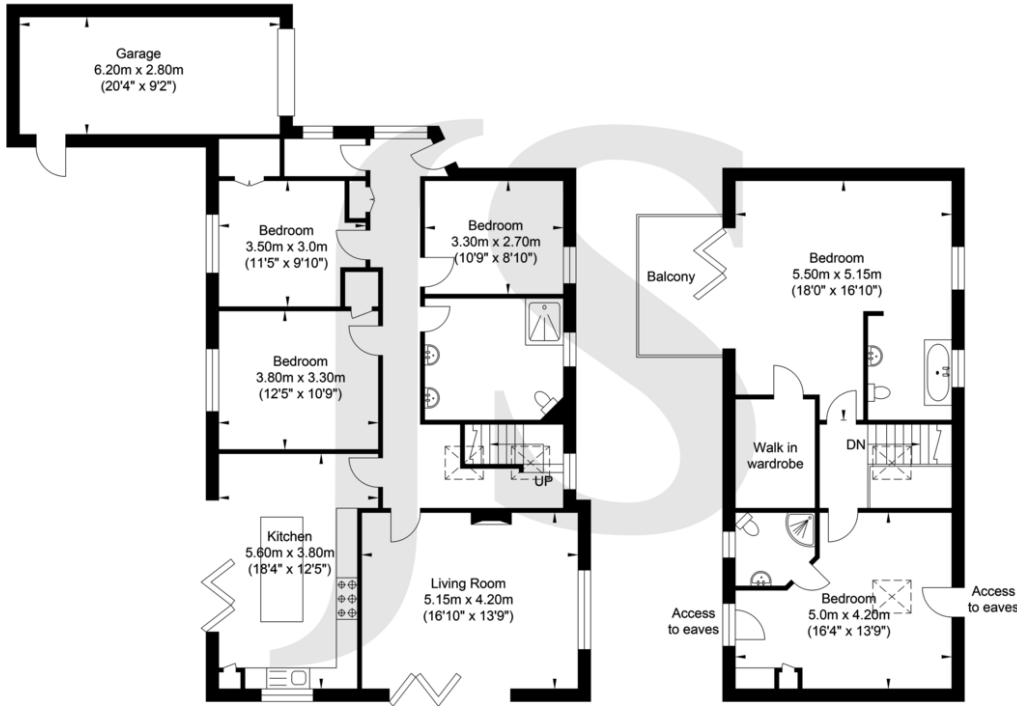 Garage
6.20m x 2.80m
(20'4" x 9'2")
Bedroom
3.50m x 3.0m
(11'5" x 9'10")
Bedroom
3.30m x 2.70m
(10'9" x 8'10")
Bedroom
3.80m x 3.30m
(12'5" x 10'9")
UP
Kitchen
5.60m x 3.80m
(18'4" x 12'5")
Living Room
5.15m x 4.20m
(16'10" x 13'9")
Balcony
Bedroom
5.50m x 5.15m
(18'0" x 16'10")
Walk in
wardrobe
DN
Bedroom
5.0m x 4.20m
(16'4" x 13'9")
Access
to eaves
Access
to eaves
JS